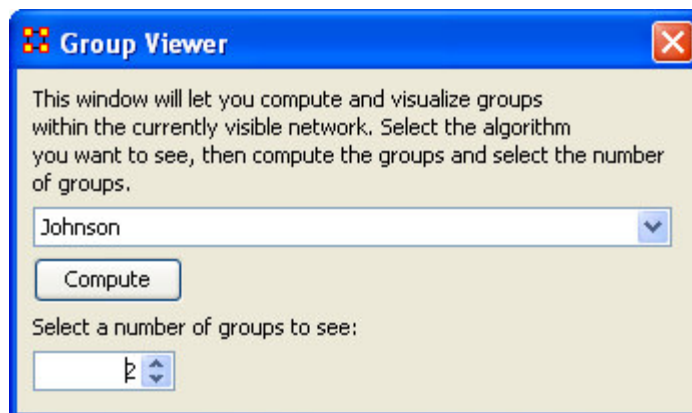 Group Viewer
This window will let you compute and visualize groups
within the currently visible network. Select the algorithm
you want to see, then compute the groups and select the number
of groups.
Johnson
Compute
Select a number of groups to see:
2